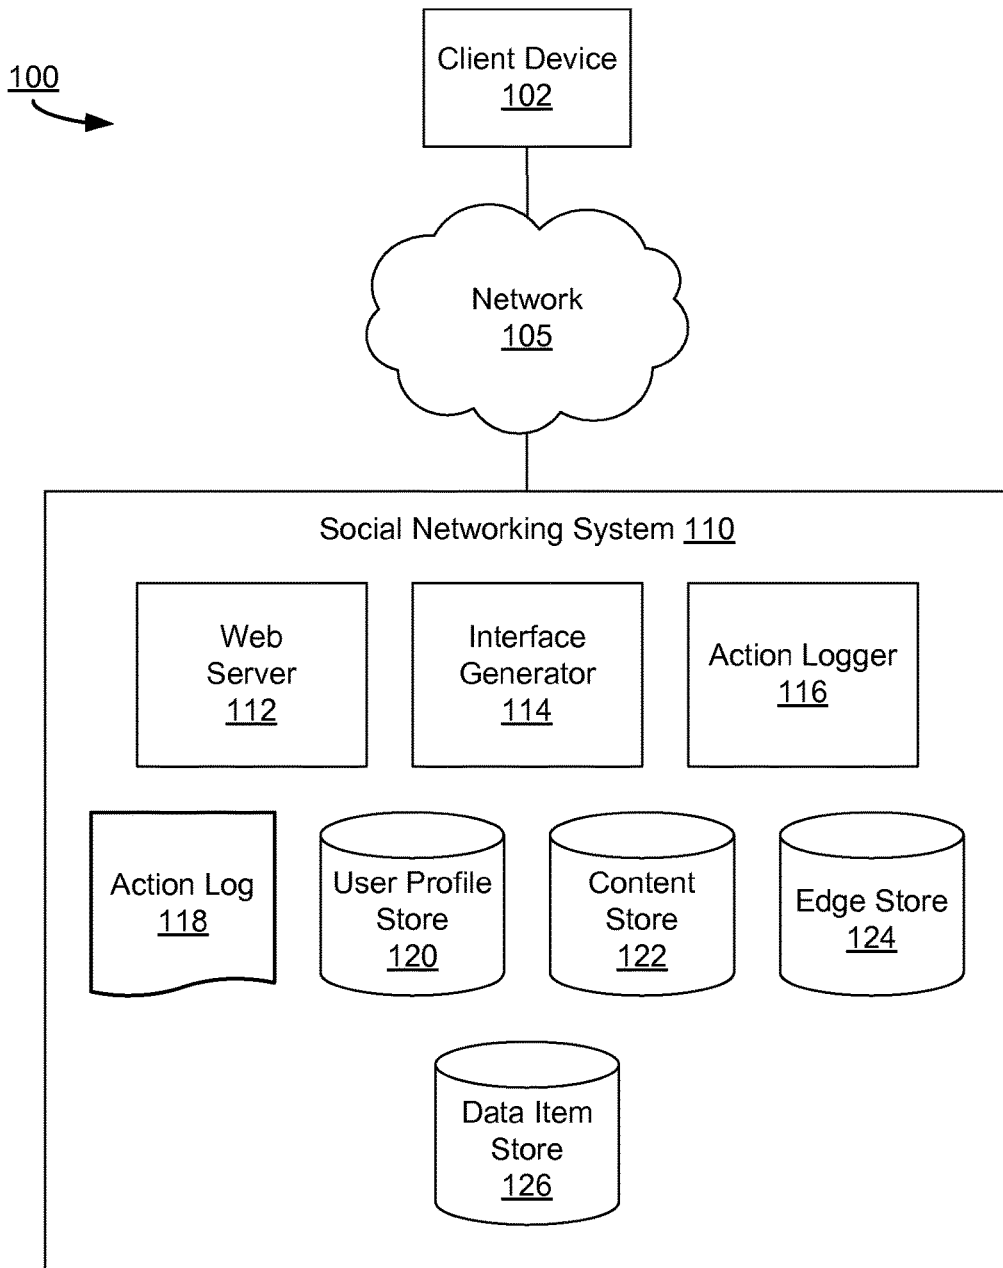 100
Client Device
102
Network
105
Social Networking System 110
Web
Server
112
Interface
Generator
114
Action Logger
116
Action Log
118
User Profile
Store
120
Content
Store
122
Edge Store
124
Data Item
Store
126